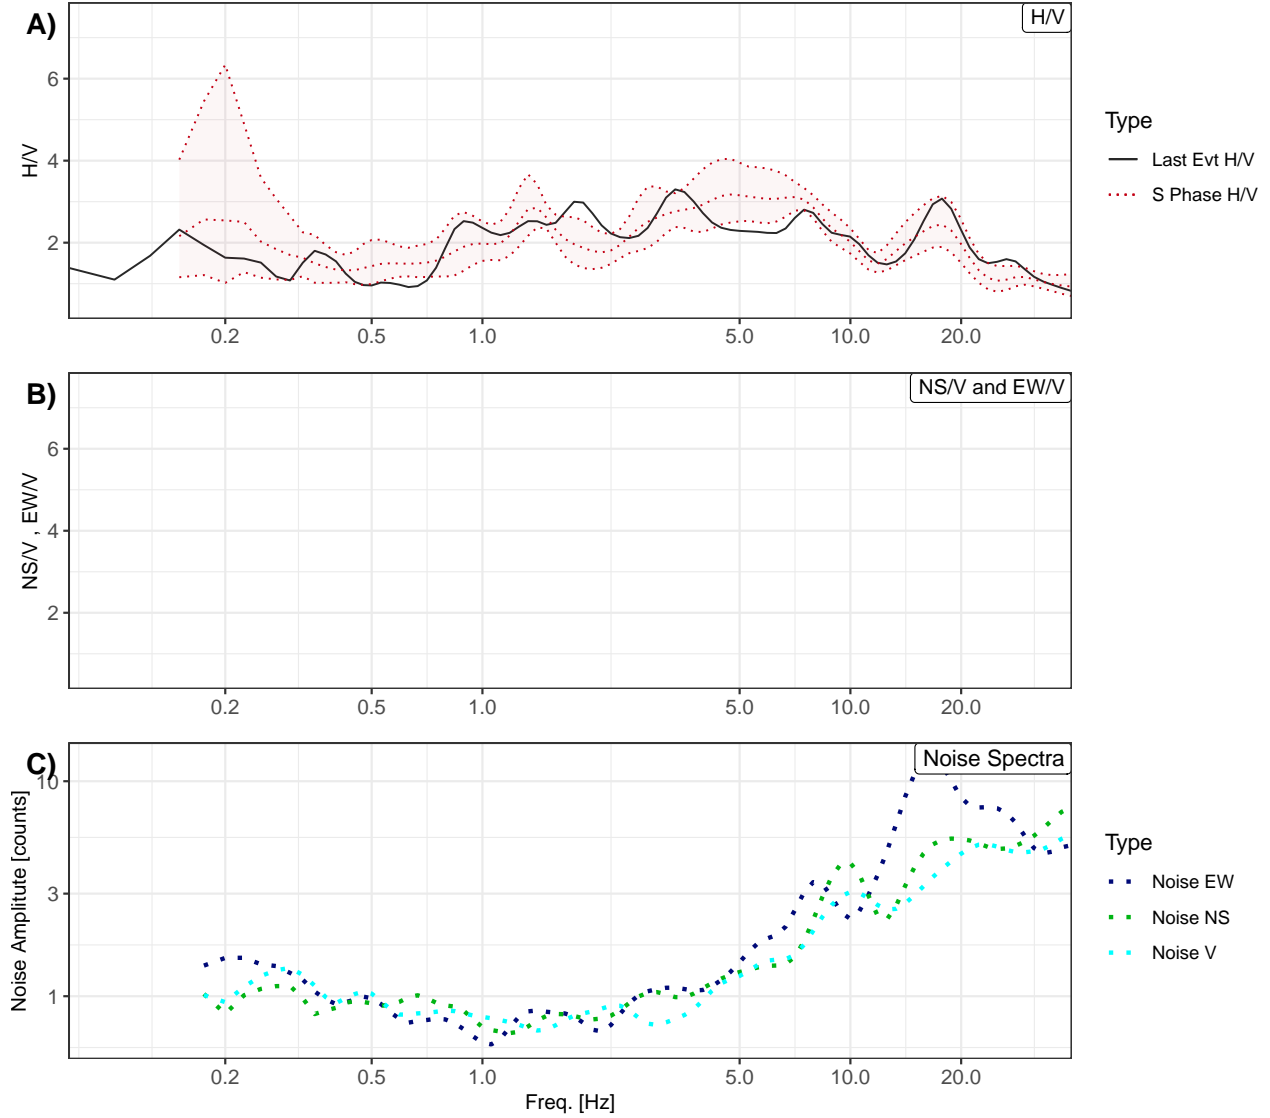 A)
H/V
H/V
6
4
2
0.2 0.5 1.0 5.0 10.0 20.0
Type
Last Evt H/V
S Phase H/V
B)
NS/V and EW/V
NS/V , EW/V
6
4
2
0.2 0.5 1.0 5.0 10.0 20.0
C)
Noise Spectra
Noise Amplitute [counts]
10
3
1
0.2 0.5 1.0 5.0 10.0 20.0
Freq. [Hz]
Type
Noise EW
Noise NS
Noise V